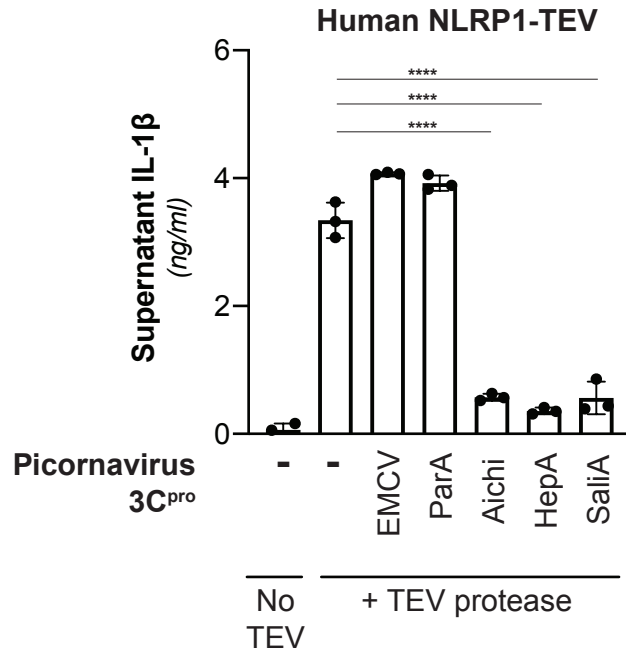 Human NLRP1-TEV
6
4
2
0
Supernatant IL-1β
(ng/ml)
****
****
****
Picornavirus
3Cpro
-
-
EMCV
ParA
Aichi
HepA
SaliA
No
TEV
+ TEV protease